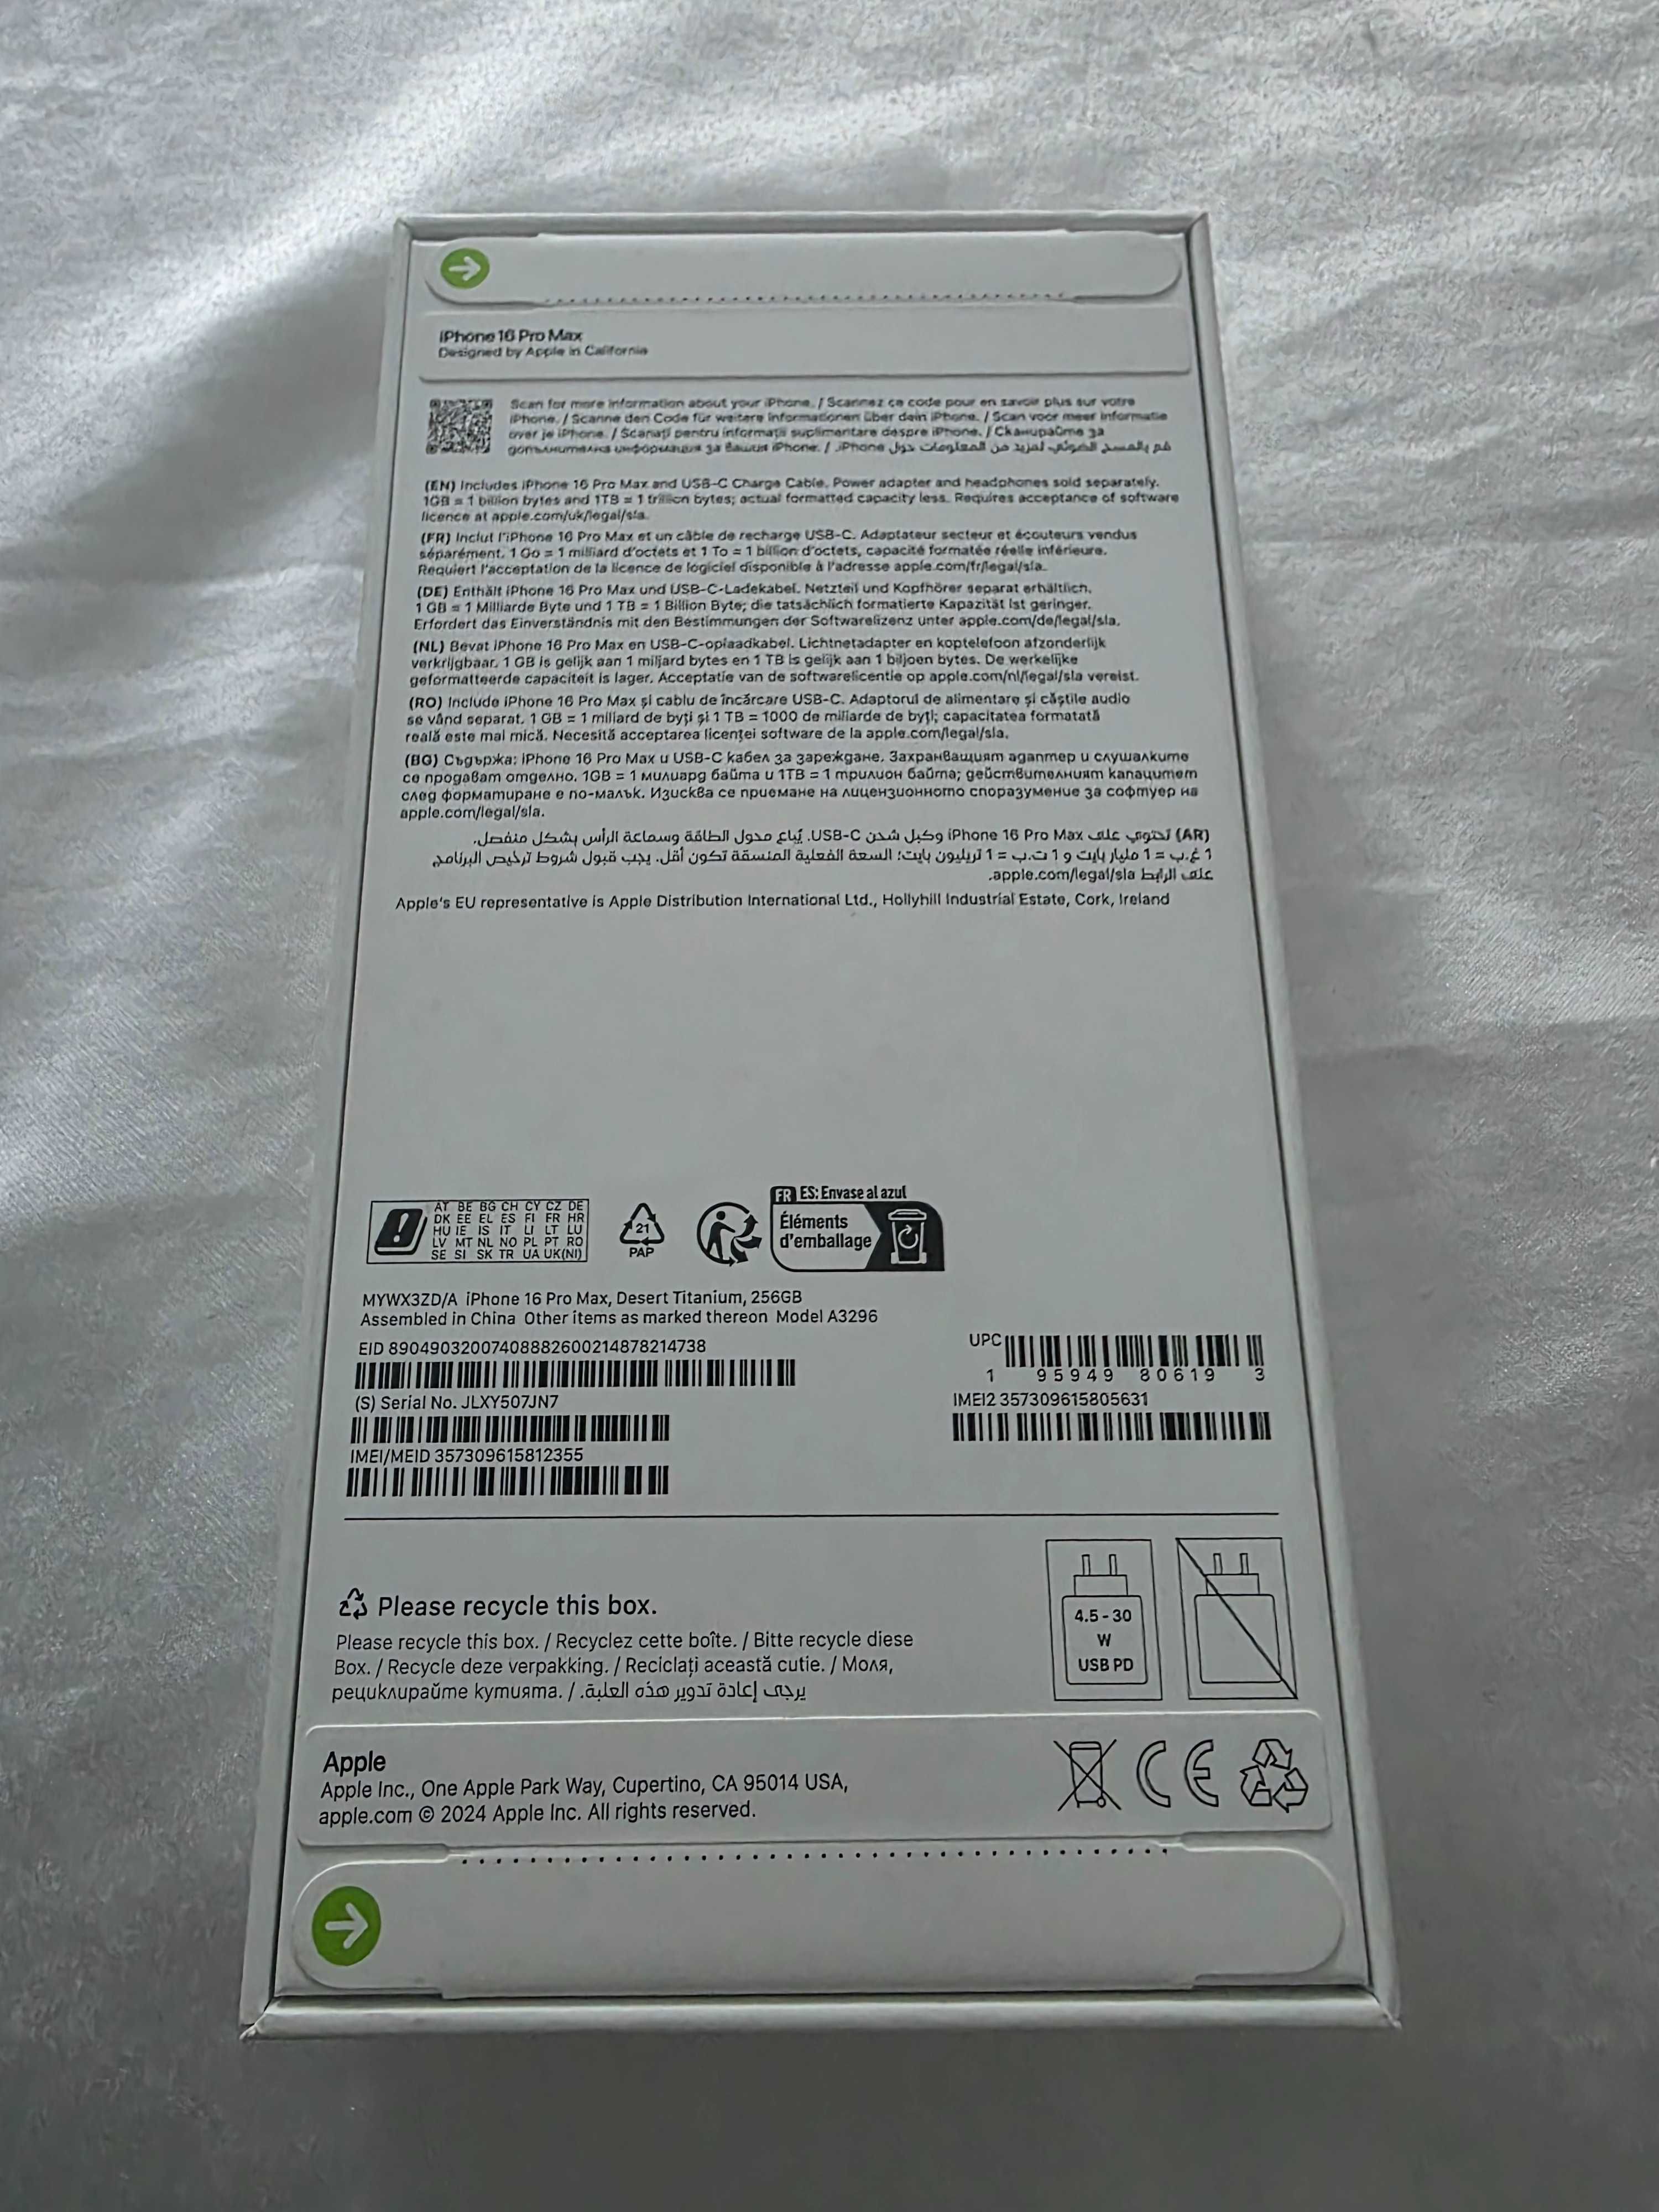 iPhone 16 Pro Max
Designed by Apple in California
Scan for more information about your iPhone. / Scannez ce code pour en savoir plus sur votre
iPhone. / Scanne den Code für weitere Informationen über dein iPhone. / Scan voor meer informatie
over je iPhone. / Scanați pentru informații suplimentare despre iPhone. / Сканирайте за
допълнителна информация за вашия iPhone. / قم بالمسح الضوئي لمزيد من المعلومات حول iPhone.
(EN) Includes iPhone 16 Pro Max and USB-C Charge Cable. Power adapter and headphones sold separately.
1GB = 1 billion bytes and 1TB = 1 trillion bytes; actual formatted capacity less. Requires acceptance of software
licence at apple.com/uk/legal/sla.
(FR) Inclut l'iPhone 16 Pro Max et un câble de recharge USB-C. Adaptateur secteur et écouteurs vendus
séparément. 1 Go = 1 milliard d'octets et 1 To = 1 billion d'octets, capacité formatée réelle inférieure.
Requiert l'acceptation de la licence de logiciel disponible à l'adresse apple.com/fr/legal/sla.
(DE) Enthält iPhone 16 Pro Max und USB-C-Ladekabel. Netzteil und Kopfhörer separat erhältlich.
1 GB = 1 Milliarde Byte und 1 TB = 1 Billion Byte; die tatsächlich formatierte Kapazität ist geringer.
Erfordert das Einverständnis mit den Bestimmungen der Softwarelizenz unter apple.com/de/legal/sla.
(NL) Bevat iPhone 16 Pro Max en USB-C-oplaadkabel. Lichtnetadapter en koptelefoon afzonderlijk
verkrijgbaar. 1 GB is gelijk aan 1 miljard bytes en 1 TB is gelijk aan 1 biljoen bytes. De werkelijke
geformatteerde capaciteit is lager. Acceptatie van de softwarelicentie op apple.com/nl/legal/sla vereist.
(RO) Include iPhone 16 Pro Max și cablu de încărcare USB-C. Adaptorul de alimentare și căștile audio
se vând separat. 1 GB = 1 miliard de byți și 1 TB = 1000 de miliarde de byți; capacitatea formatată
reală este mai mică. Necesită acceptarea licenței software de la apple.com/legal/sla.
(BG) Съдържа: iPhone 16 Pro Max и USB-C кабел за зареждане. Захранващият адаптер и слушалките
се продават отделно. 1GB = 1 милиард байта и 1TB = 1 трилион байта; действителният капацитет
след форматиране е по-малък. Изисква се приемане на лицензионното споразумение за софтуер на
apple.com/legal/sla.
(AR) تحتوي على iPhone 16 Pro Max وكبل شحن USB-C. يُباع محول الطاقة وسماعة الرأس بشكل منفصل.
1 غ.ب = 1 مليار بايت و 1 ت.ب = 1 تريليون بايت؛ السعة الفعلية المنسقة تكون أقل. يجب قبول شروط ترخيص البرنامج
على الرابط apple.com/legal/sla.
Apple's EU representative is Apple Distribution International Ltd., Hollyhill Industrial Estate, Cork, Ireland
AT BE BG CH CY CZ DE
DK EE EL ES FI FR HR
HU IE IS IT LI LT LU
LV MT NL NO PL PT RO
SE SI SK TR UA UK(NI)
21
PAP
FR ES: Envase al azul
Éléments
d'emballage
MYWX3ZD/A iPhone 16 Pro Max, Desert Titanium, 256GB
Assembled in China Other items as marked thereon Model A3296
EID 89049032007408882600214878214738
UPC
1 95949 80619 3
(S) Serial No. JLXY507JN7
IMEI2 357309615805631
IMEI/MEID 357309615812355
Please recycle this box.
Please recycle this box. / Recyclez cette boîte. / Bitte recycle diese
Box. / Recycle deze verpakking. / Reciclați această cutie. / Моля,
рециклирайте кутията. / يرجى إعادة تدوير هذه العلبة.
4.5 - 30
W
USB PD
Apple
Apple Inc., One Apple Park Way, Cupertino, CA 95014 USA,
apple.com © 2024 Apple Inc. All rights reserved.
CE